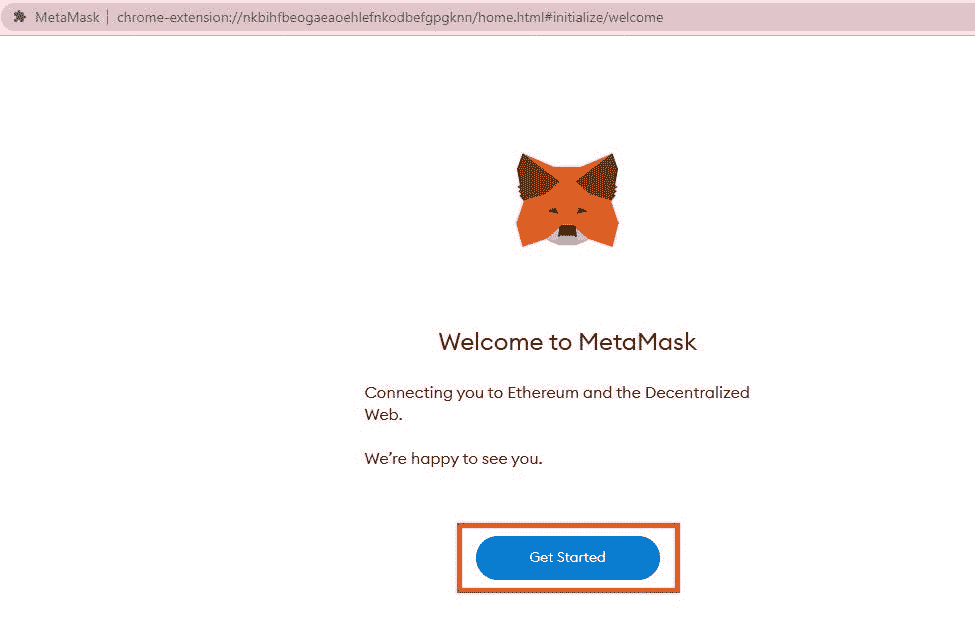 MetaMask | chrome-extension://nkbihfbeogaeaoehlefnkodbefgpgknn/home.html#initialize/welcome
Welcome to MetaMask
Connecting you to Ethereum and the Decentralized
Web.
We're happy to see you.
Get Started